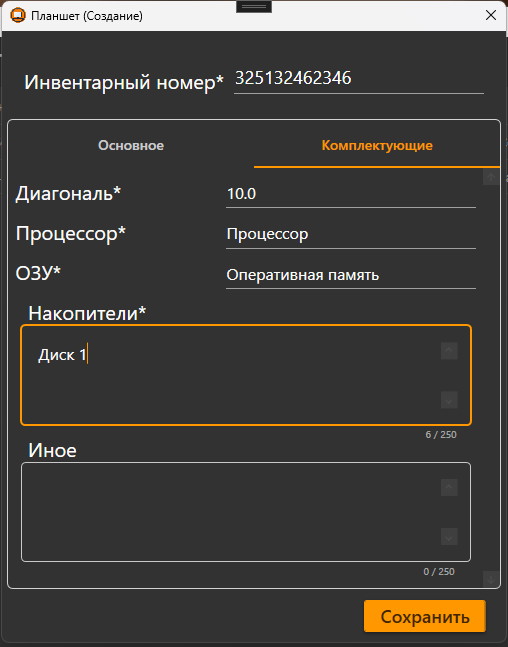 Планшет (Создание)
Инвентарный номер* 325132462346
Основное Комплектующие
Диагональ* 10.0
Процессор* Процессор
ОЗУ* Оперативная память
Накопители*
Диск 1
6 / 250
Иное
0 / 250
Сохранить